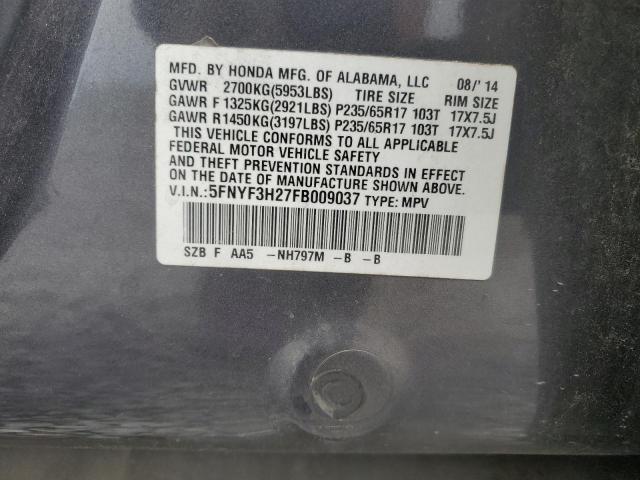 MFD. BY HONDA MFG. OF ALABAMA, LLC 08/'14
GVWR 2700KG(5953LBS) TIRE SIZE RIM SIZE
GAWR F 1325KG(2921LBS) P235/65R17 103T 17X7.5J
GAWR R1450KG(3197LBS) P235/65R17 103T 17X7.5J
THIS VEHICLE CONFORMS TO ALL APPLICABLE
FEDERAL MOTOR VEHICLE SAFETY
AND THEFT PREVENTION STANDARDS IN EFFECT
ON THE DATE OF MANUFACTURE SHOWN ABOVE.
V.I.N.:5FNYF3H27FB009037 TYPE: MPV
SZB F AA5 -NH797M -B -B